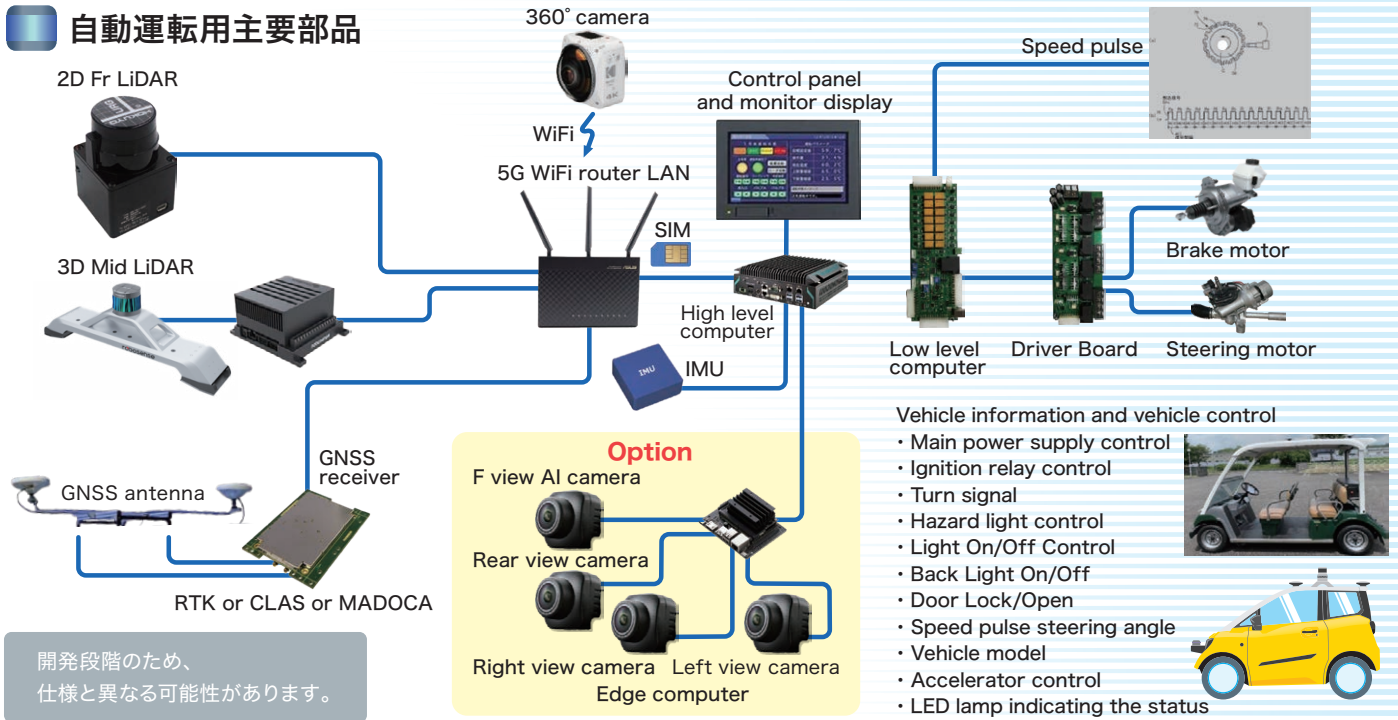 自動運転用主要部品
360° camera
2D Fr LiDAR
Speed pulse
Control panel
and monitor display
WiFi
5G WiFi router LAN
SIM
3D Mid LiDAR
High level
computer
IMU
IMU
Low level
computer
Driver Board
Brake motor
Steering motor
robosense
GNSS
receiver
GNSS antenna
RTK or CLAS or MADOCA
Option
F view AI camera
Rear view camera
Right view camera
Left view camera
Edge computer
Vehicle information and vehicle control
・Main power supply control
・Ignition relay control
・Turn signal
・Hazard light control
・Light On/Off Control
・Back Light On/Off
・Door Lock/Open
・Speed pulse steering angle
・Vehicle model
・Accelerator control
・LED lamp indicating the status
開発段階のため、
仕様と異なる可能性があります。